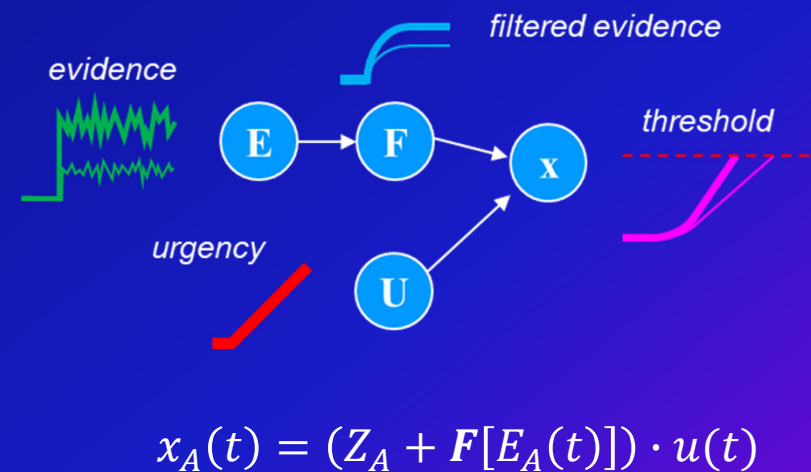 filtered evidence
evidence
threshold
E
F
x
urgency
U
x_A(t) = (Z_A + F[E_A(t)]) · u(t)